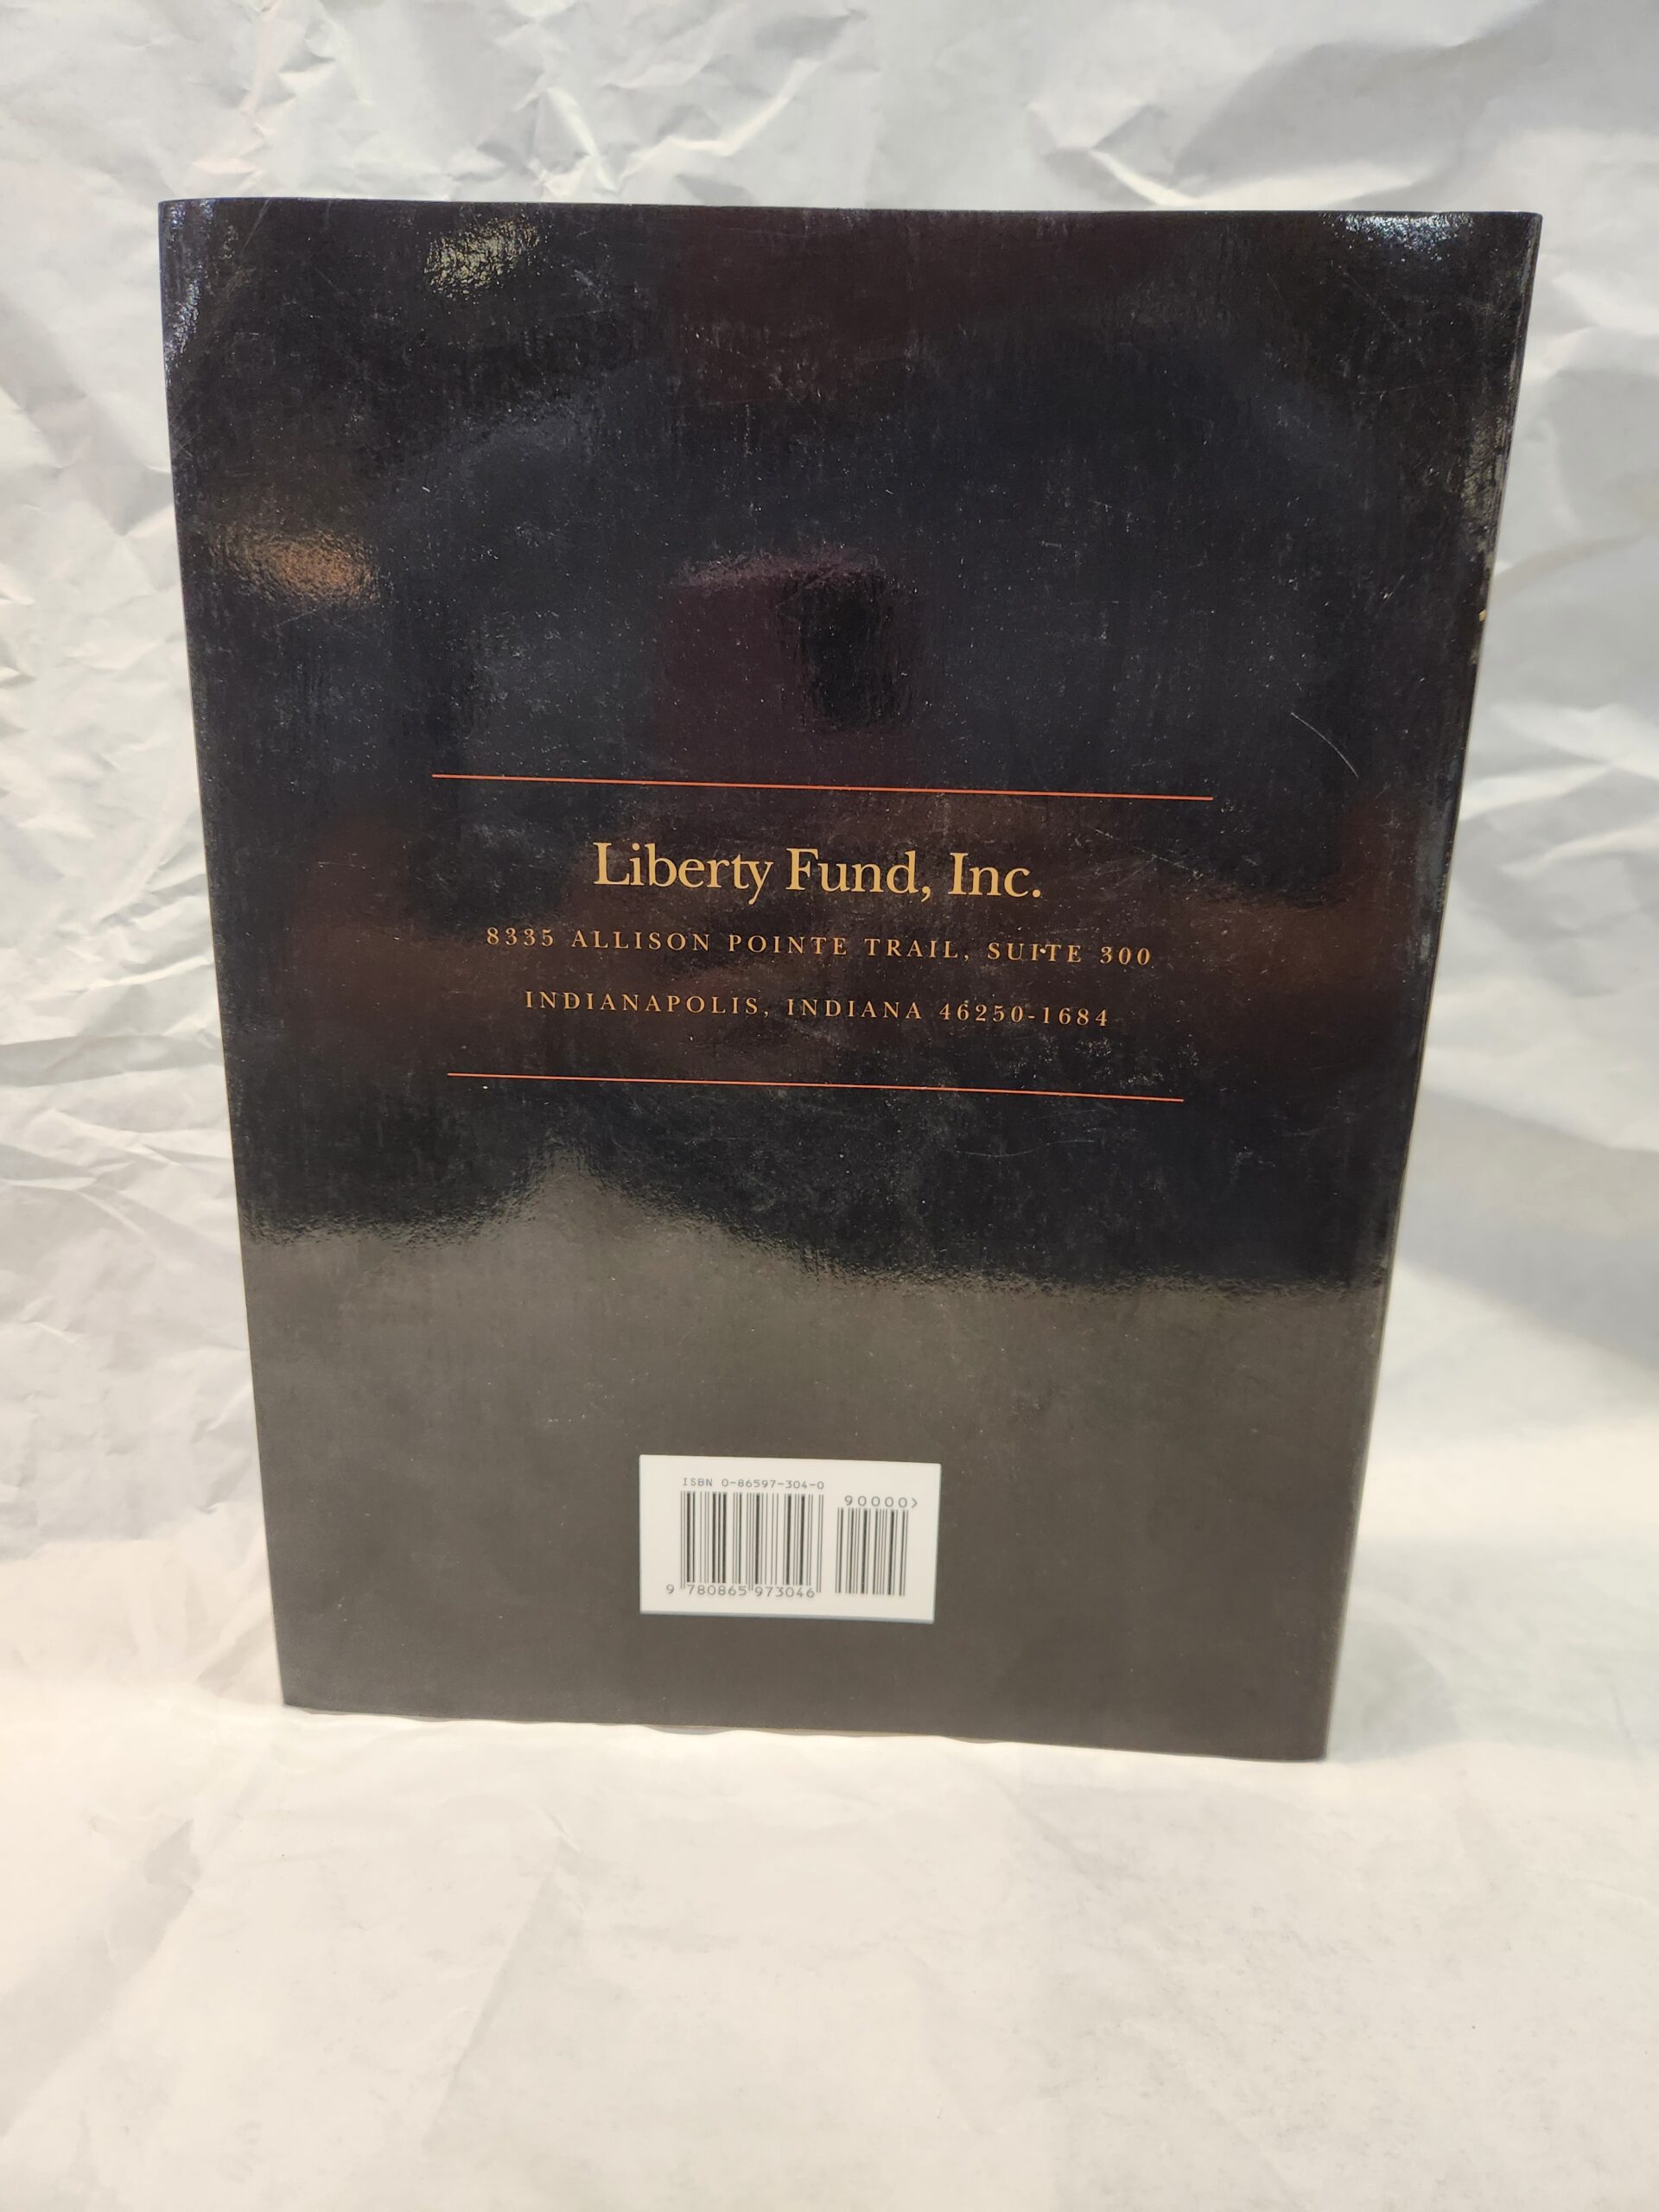 Liberty Fund, Inc.
8335 ALLISON POINTE TRAIL, SUITE 300
INDIANAPOLIS, INDIANA 46250-1684
ISBN 0-86597-304-0
90000>
9 780865 973046